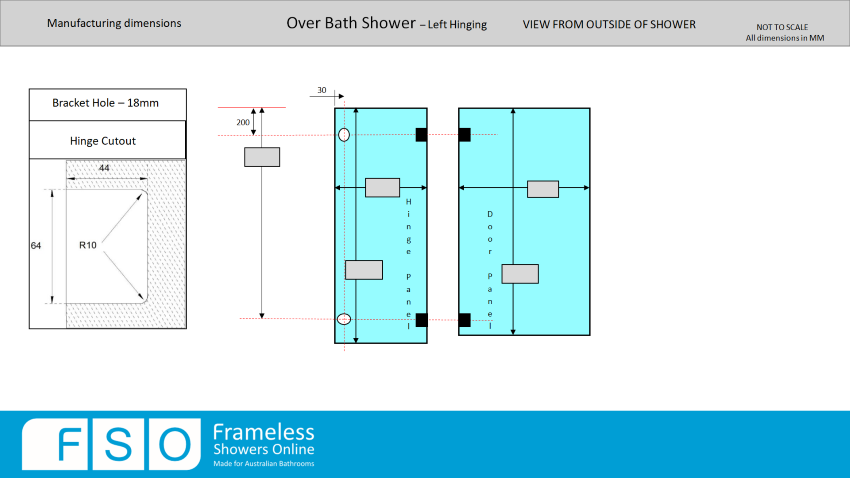 Manufacturing dimensions
Over Bath Shower – Left Hinging
VIEW FROM OUTSIDE OF SHOWER
NOT TO SCALE
All dimensions in MM
Bracket Hole – 18mm
Hinge Cutout
44
64
R10
30
200
Hinge Panel
Door Panel
FSO
Frameless
Showers Online
Made for Australian Bathrooms